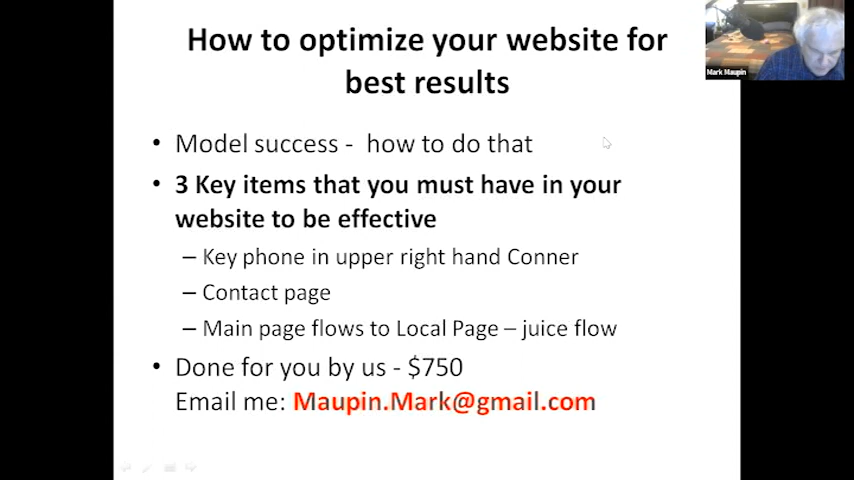 How to optimize your website for
best results
Mark Maupin
• Model success - how to do that
• 3 Key items that you must have in your
website to be effective
– Key phone in upper right hand Conner
– Contact page
– Main page flows to Local Page – juice flow
• Done for you by us - $750
Email me: Maupin.Mark@gmail.com